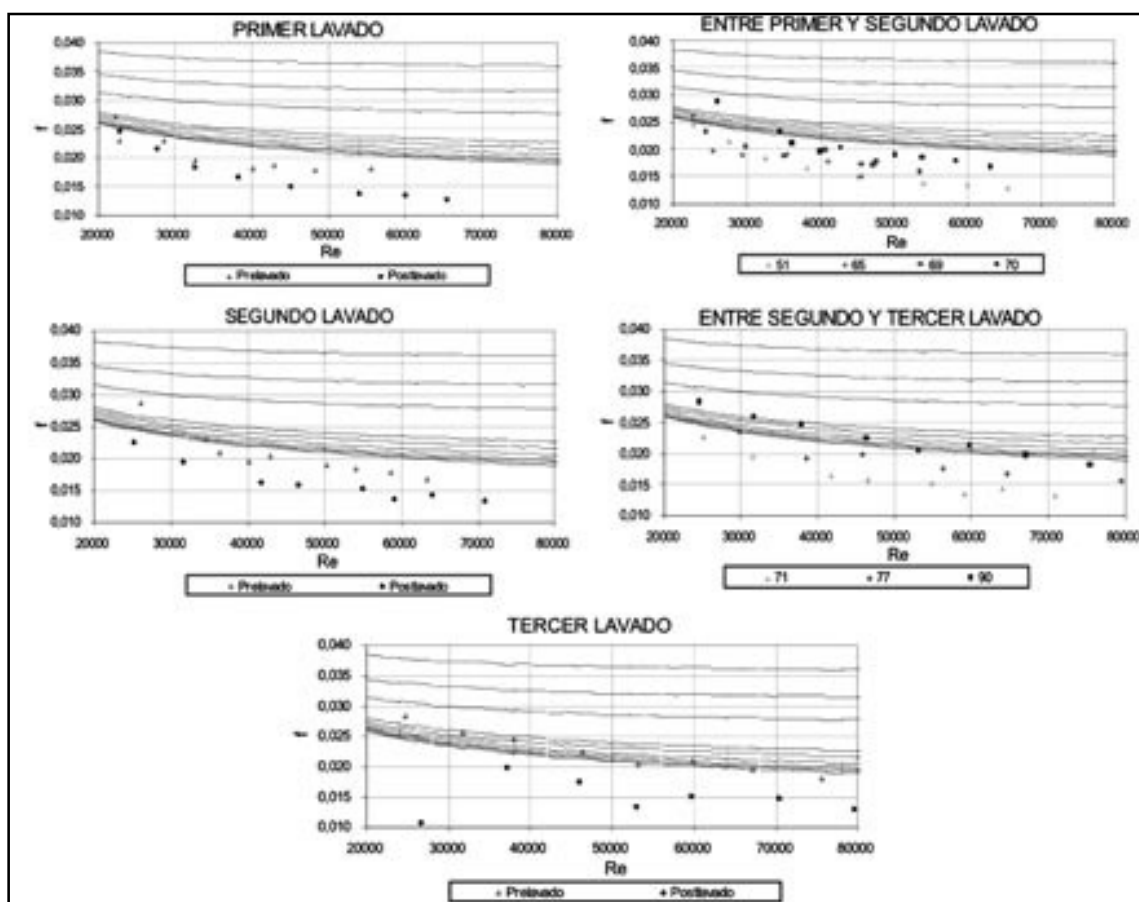 PRIMER LAVADO
0,040
0,035
0,030
0,025
0,020
0,015
0,010
f
20000 30000 40000 50000 60000 70000 80000
Re
Prelavado Postlavado
ENTRE PRIMER Y SEGUNDO LAVADO
0,040
0,035
0,030
0,025
0,020
0,015
0,010
f
20000 30000 40000 50000 60000 70000 80000
Re
51 65 69 70
SEGUNDO LAVADO
0,040
0,035
0,030
0,025
0,020
0,015
0,010
f
20000 30000 40000 50000 60000 70000 80000
Re
Prelavado Postlavado
ENTRE SEGUNDO Y TERCER LAVADO
0,040
0,035
0,030
0,025
0,020
0,015
0,010
f
20000 30000 40000 50000 60000 70000 80000
Re
71 77 90
TERCER LAVADO
0,040
0,035
0,030
0,025
0,020
0,015
0,010
f
20000 30000 40000 50000 60000 70000 80000
Re
Prelavado Postlavado